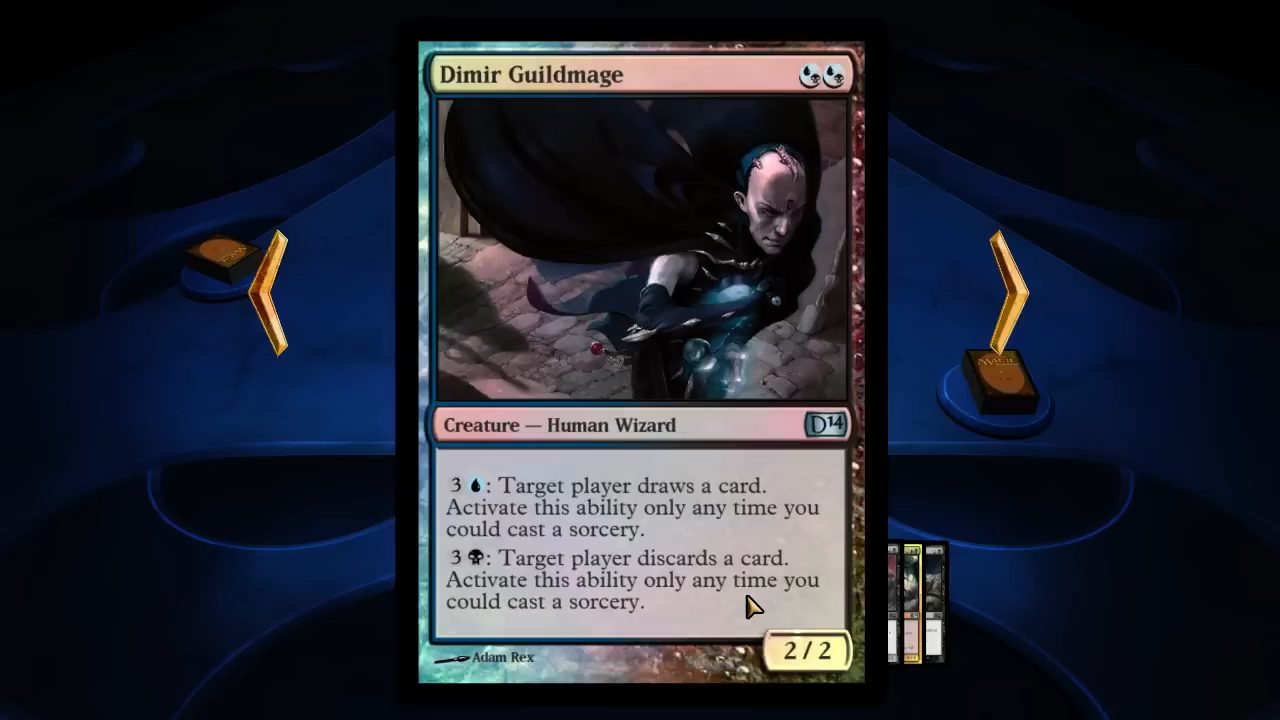 Dimir Guildmage
Creature — Human Wizard
D14
3 : Target player draws a card.
Activate this ability only any time you
could cast a sorcery.
3 : Target player discards a card.
Activate this ability only any time you
could cast a sorcery.
2/2
Adam Rex
MAGIC